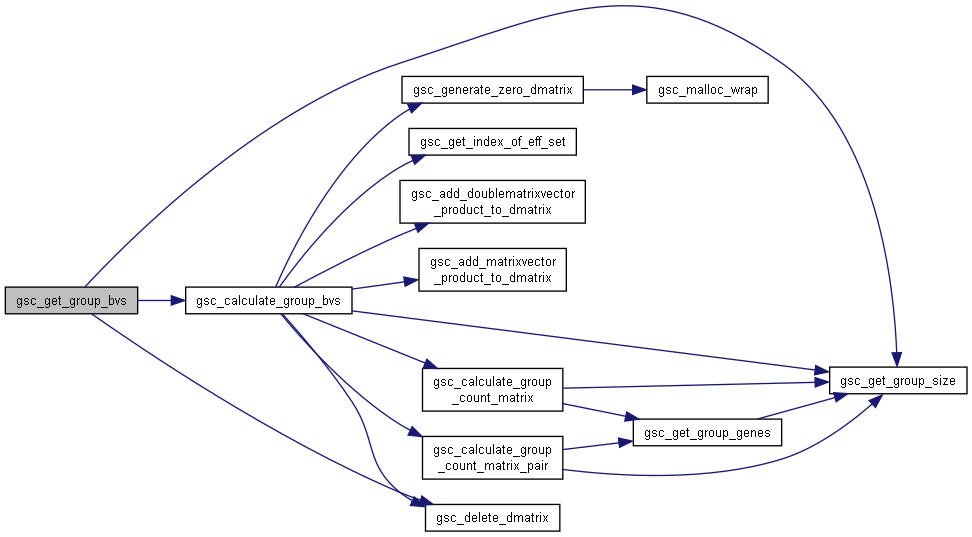 gsc_get_group_bvs
gsc_calculate_group_bvs
gsc_generate_zero_dmatrix
gsc_malloc_wrap
gsc_get_index_of_eff_set
gsc_add_doublematrixvector
_product_to_dmatrix
gsc_add_matrixvector
_product_to_dmatrix
gsc_calculate_group
_count_matrix
gsc_calculate_group
_count_matrix_pair
gsc_get_group_genes
gsc_get_group_size
gsc_delete_dmatrix